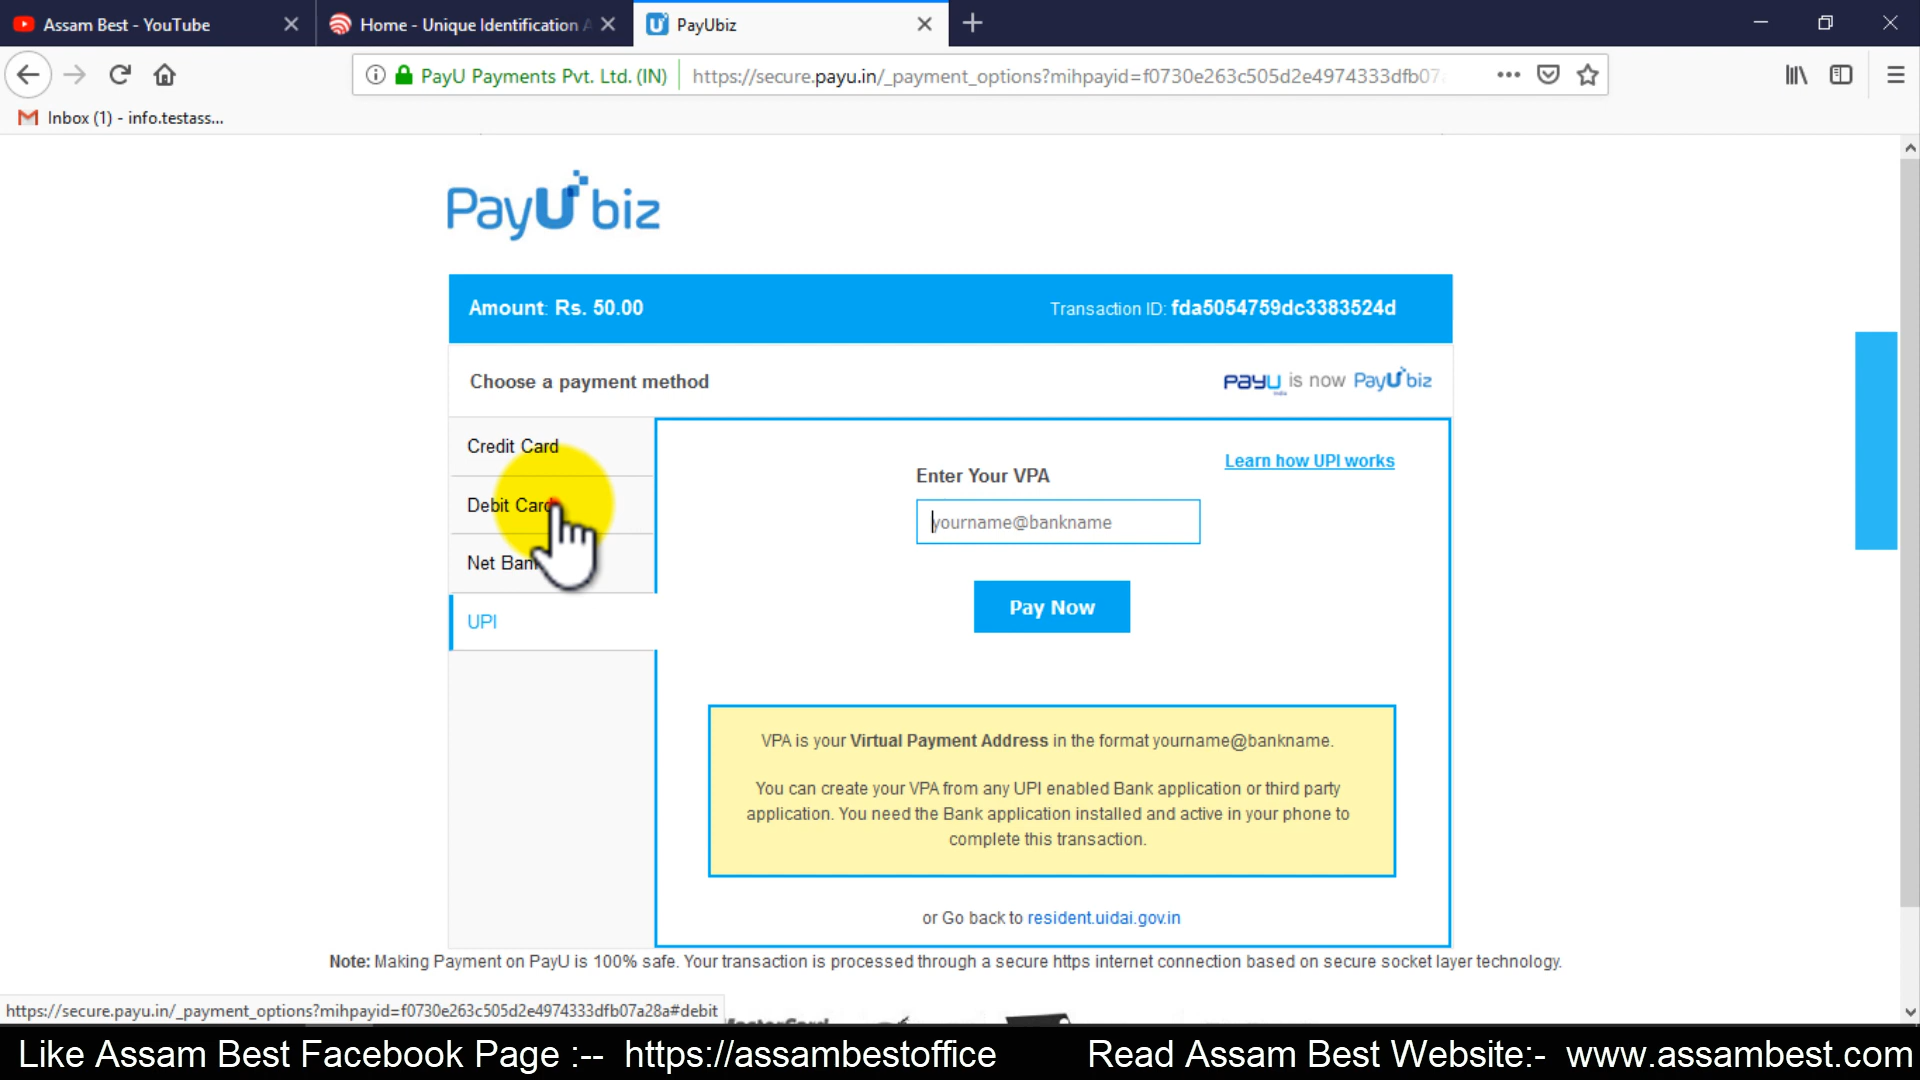 Assam Best - YouTube
Home - Unique Identification A
PayUbiz
PayU Payments Pvt. Ltd. (IN)
https://secure.payu.in/_payment_options?mihpayid=f0730e263c505d2e4974333dfb07
Inbox (1) - info.testass...
PayU biz
Amount: Rs. 50.00
Transaction ID: fda5054759dc3383524d
Choose a payment method
PayU india is now PayU biz
Credit Card
Debit Card
Net Ban
UPI
Learn how UPI works
Enter Your VPA
yourname@bankname
Pay Now
VPA is your Virtual Payment Address in the format yourname@bankname.
You can create your VPA from any UPI enabled Bank application or third party
application. You need the Bank application installed and active in your phone to
complete this transaction.
or Go back to resident.uidai.gov.in
Note: Making Payment on PayU is 100% safe. Your transaction is processed through a secure https internet connection based on secure socket layer technology.
https://secure.payu.in/_payment_options?mihpayid=f0730e263c505d2e4974333dfb07a28a#debit
Like Assam Best Facebook Page :-- https://assambestoffice
Read Assam Best Website:- www.assambest.com